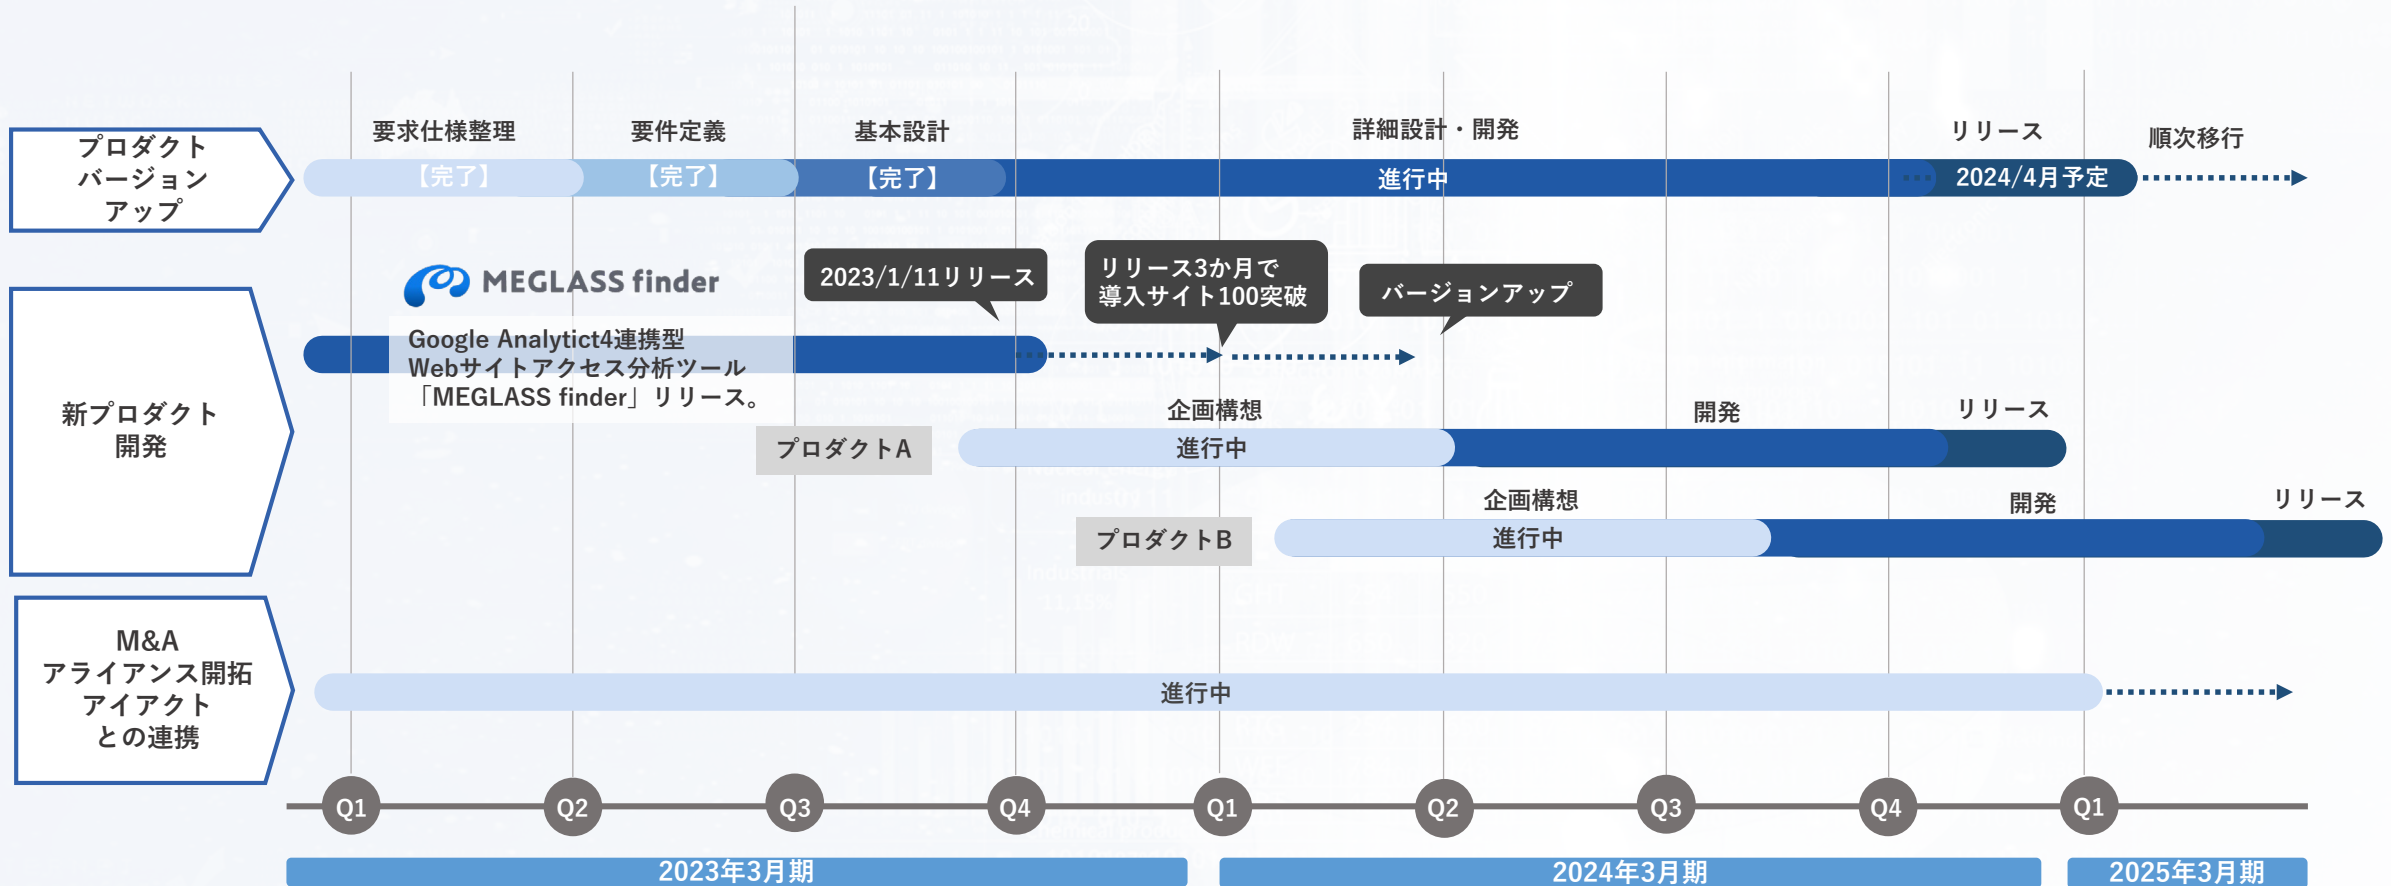 要求仕様整理
要件定義
基本設計
詳細設計・開発
リリース
順次移行
プロダクト
バージョン
アップ
【完了】
【完了】
【完了】
進行中
2024/4月予定
MEGLASS finder
2023/1/11リリース
リリース3か月で
導入サイト100突破
バージョンアップ
Google Analytict4連携型
Webサイトアクセス分析ツール
「MEGLASS finder」リリース。
新プロダクト
開発
企画構想
開発
リリース
プロダクトA
進行中
企画構想
開発
リリース
プロダクトB
進行中
M&A
アライアンス開拓
アイアクト
との連携
進行中
Q1
Q2
Q3
Q4
Q1
Q2
Q3
Q4
Q1
2023年3月期
2024年3月期
2025年3月期